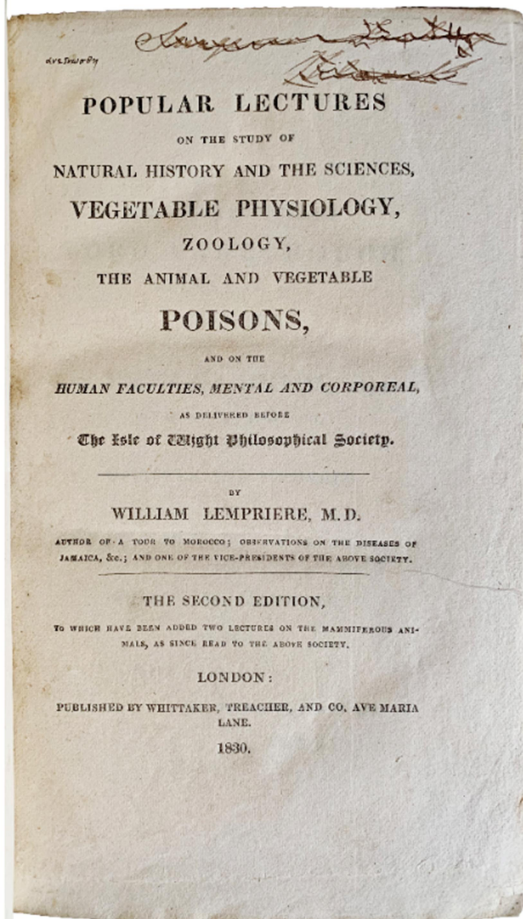 POPULAR LECTURES
ON THE STUDY OF
NATURAL HISTORY AND THE SCIENCES,
VEGETABLE PHYSIOLOGY,
ZOOLOGY,
THE ANIMAL AND VEGETABLE
POISONS,
AND ON THE
HUMAN FACULTIES, MENTAL AND CORPOREAL,
AS DELIVERED BEFORE
The Isle of Wight Philosophical Society.
BY
WILLIAM LEMPRIERE, M.D.
AUTHOR OF A TOUR TO MOROCCO; OBSERVATIONS ON THE DISEASES OF
JAMAICA, &c.; AND ONE OF THE VICE-PRESIDENTS OF THE ABOVE SOCIETY.
THE SECOND EDITION,
TO WHICH HAVE BEEN ADDED TWO LECTURES ON THE MAMMIFEROUS ANI-
MALS, AS SINCE READ TO THE ABOVE SOCIETY.
LONDON:
PUBLISHED BY WHITTAKER, TREACHER, AND CO. AVE MARIA
LANE.
1830.